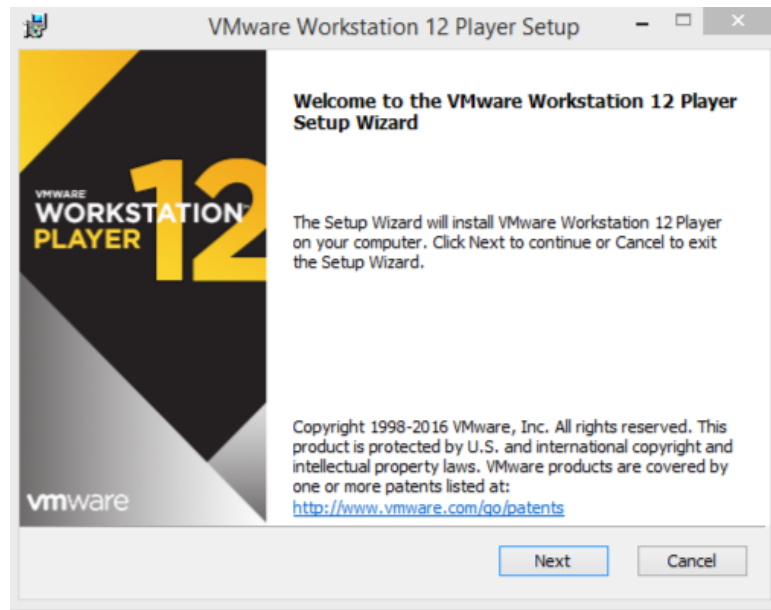 VMware Workstation 12 Player Setup
Welcome to the VMware Workstation 12 Player
Setup Wizard
VMWARE
WORKSTATION™
PLAYER
12
The Setup Wizard will install VMware Workstation 12 Player
on your computer. Click Next to continue or Cancel to exit
the Setup Wizard.
Copyright 1998-2016 VMware, Inc. All rights reserved. This
product is protected by U.S. and international copyright and
intellectual property laws. VMware products are covered by
one or more patents listed at:
http://www.vmware.com/go/patents
vmware
Next
Cancel